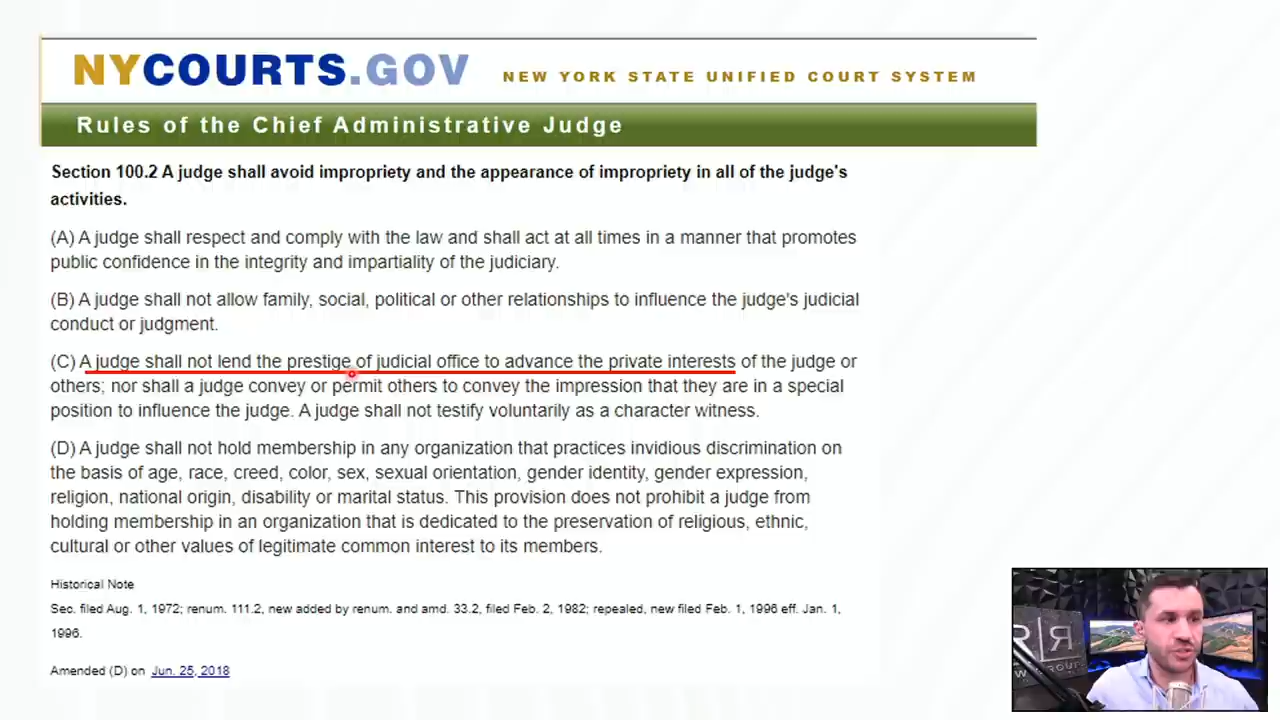 NYCOURTS.GOV NEW YORK STATE UNIFIED COURT SYSTEM
Rules of the Chief Administrative Judge
Section 100.2 A judge shall avoid impropriety and the appearance of impropriety in all of the judge's
activities.
(A) A judge shall respect and comply with the law and shall act at all times in a manner that promotes
public confidence in the integrity and impartiality of the judiciary.
(B) A judge shall not allow family, social, political or other relationships to influence the judge's judicial
conduct or judgment.
(C) A judge shall not lend the prestige of judicial office to advance the private interests of the judge or
others; nor shall a judge convey or permit others to convey the impression that they are in a special
position to influence the judge. A judge shall not testify voluntarily as a character witness.
(D) A judge shall not hold membership in any organization that practices invidious discrimination on
the basis of age, race, creed, color, sex, sexual orientation, gender identity, gender expression,
religion, national origin, disability or marital status. This provision does not prohibit a judge from
holding membership in an organization that is dedicated to the preservation of religious, ethnic,
cultural or other values of legitimate common interest to its members.
Historical Note
Sec. filed Aug. 1, 1972; renum. 111.2, new added by renum. and amd. 33.2, filed Feb. 2, 1982; repealed, new filed Feb. 1, 1996 eff. Jan. 1,
1996.
Amended (D) on Jun. 25, 2018